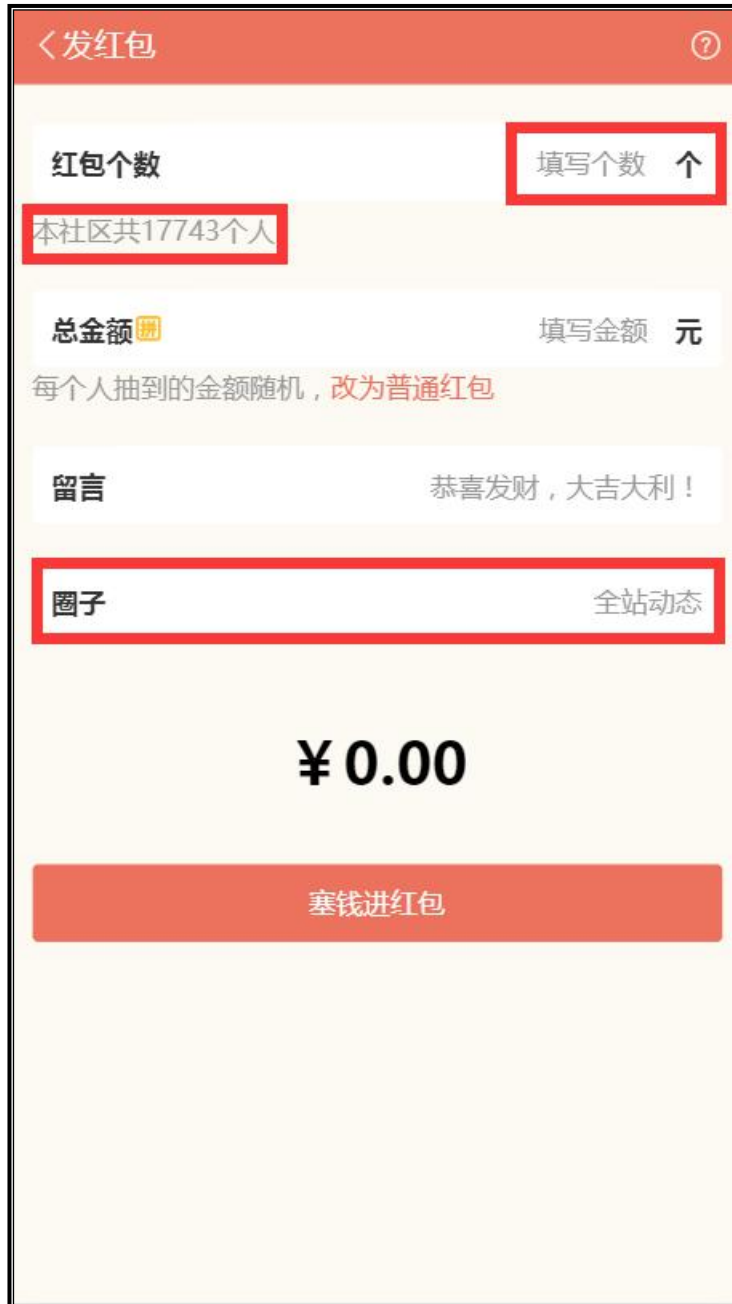 发红包 ?
红包个数 填写个数 个
本社区共17743个人
总金额拼 填写金额 元
每个人抽到的金额随机，改为普通红包
留言 恭喜发财，大吉大利！
圈子 全站动态
￥0.00
塞钱进红包